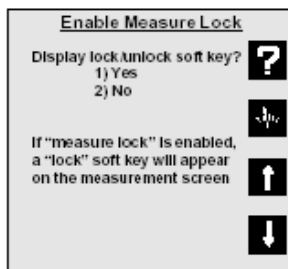 Enable Measure Lock
Display lock/unlock soft key?
1) Yes
2) No
If "measure lock" is enabled,
a "lock" soft key will appear
on the measurement screen
?